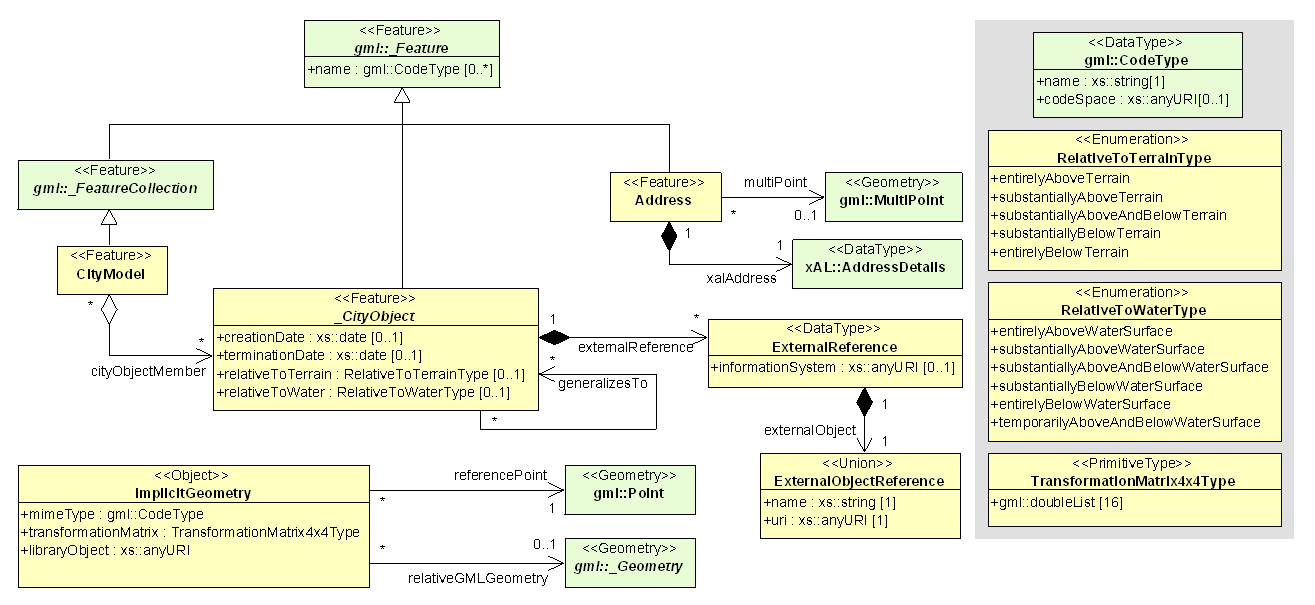 <<Feature>>
gml::_Feature
+name : gml::CodeType [0..*]
<<Feature>>
gml::_FeatureCollection
<<Feature>>
CityModel
*
*
cityObjectMember
<<Feature>>
_CityObject
+creationDate : xs::date [0..1]
+terminationDate : xs::date [0..1]
+relativeToTerrain : RelativeToTerrainType [0..1]
+relativeToWater : RelativeToWaterType [0..1]
1
*
externalReference
*
generalizesTo
*
<<Feature>>
Address
multiPoint
*
0..1
<<Geometry>>
gml::MultiPoint
1
1
xalAddress
<<DataType>>
xAL::AddressDetails
<<DataType>>
ExternalReference
+informationSystem : xs::anyURI [0..1]
1
externalObject
1
<<Union>>
ExternalObjectReference
+name : xs::string [1]
+uri : xs::anyURI [1]
<<Object>>
ImplicitGeometry
+mimeType : gml::CodeType
+transformationMatrix : TransformationMatrix4x4Type
+libraryObject : xs::anyURI
referencePoint
*
1
<<Geometry>>
gml::Point
*
0..1
relativeGMLGeometry
<<Geometry>>
gml::_Geometry
<<DataType>>
gml::CodeType
+name : xs::string[1]
+codeSpace : xs::anyURI[0..1]
<<Enumeration>>
RelativeToTerrainType
+entirelyAboveTerrain
+substantiallyAboveTerrain
+substantiallyAboveAndBelowTerrain
+substantiallyBelowTerrain
+entirelyBelowTerrain
<<Enumeration>>
RelativeToWaterType
+entirelyAboveWaterSurface
+substantiallyAboveWaterSurface
+substantiallyAboveAndBelowWaterSurface
+substantiallyBelowWaterSurface
+entirelyBelowWaterSurface
+temporarilyAboveAndBelowWaterSurface
<<PrimitiveType>>
TransformationMatrix4x4Type
+gml::doubleList [16]